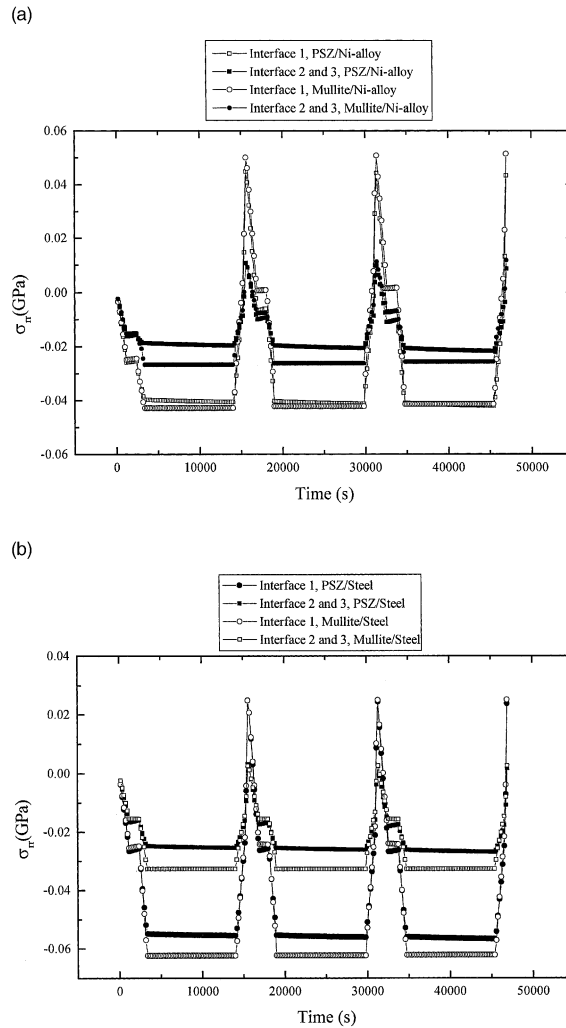 (a)
Interface 1, PSZ/Ni-alloy
Interface 2 and 3, PSZ/Ni-alloy
Interface 1, Mullite/Ni-alloy
Interface 2 and 3, Mullite/Ni-alloy
0.06
0.04
0.02
0.00
-0.02
-0.04
-0.06
σrr(GPa)
0 10000 20000 30000 40000 50000
Time (s)
(b)
Interface 1, PSZ/Steel
Interface 2 and 3, PSZ/Steel
Interface 1, Mullite/Steel
Interface 2 and 3, Mullite/Steel
0.04
0.02
0.00
-0.02
-0.04
-0.06
σrr(GPa)
0 10000 20000 30000 40000 50000
Time (s)